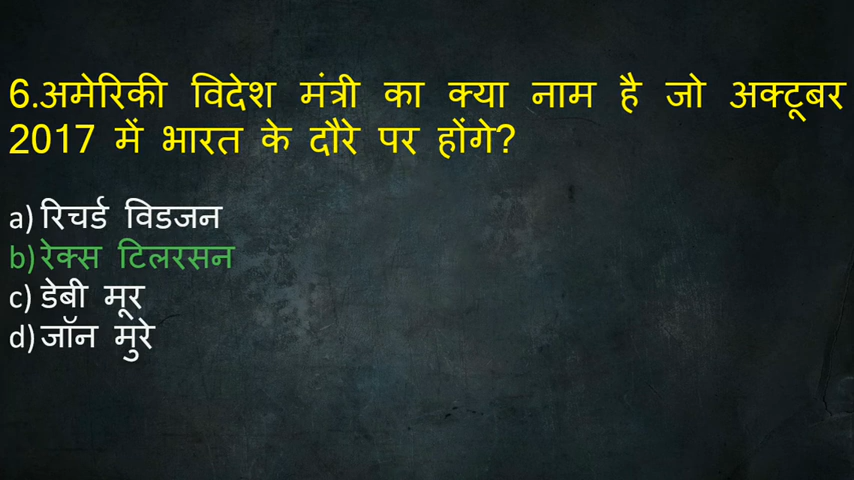 6.अमेरिकी विदेश मंत्री का क्या नाम है जो अक्टूबर
2017 में भारत के दौरे पर होंगे?
a) रिचर्ड विडजन
b) रेक्स टिलरसन
c) डेबी मूर
d) जॉन मुरे